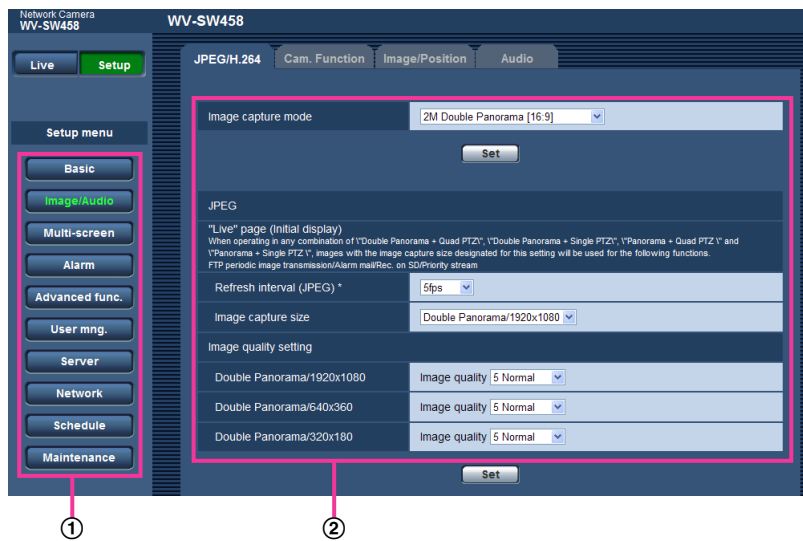 Network Camera
WV-SW458
WV-SW458
Live
Setup
JPEG/H.264
Cam. Function
Image/Position
Audio
Setup menu
Basic
Image/Audio
Multi-screen
Alarm
Advanced func.
User mng.
Server
Network
Schedule
Maintenance
Image capture mode
2M Double Panorama [16:9]
Set
JPEG
"Live" page (Initial display)
When operating in any combination of \"Double Panorama + Quad PTZ\", \"Double Panorama + Single PTZ\", \"Panorama + Quad PTZ \" and
\"Panorama + Single PTZ \", images with the image capture size designated for this setting will be used for the following functions.
FTP periodic image transmission/Alarm mail/Rec. on SD/Priority stream
Refresh interval (JPEG) *
5fps
Image capture size
Double Panorama/1920x1080
Image quality setting
Double Panorama/1920x1080
Image quality 5 Normal
Double Panorama/640x360
Image quality 5 Normal
Double Panorama/320x180
Image quality 5 Normal
Set
①
②